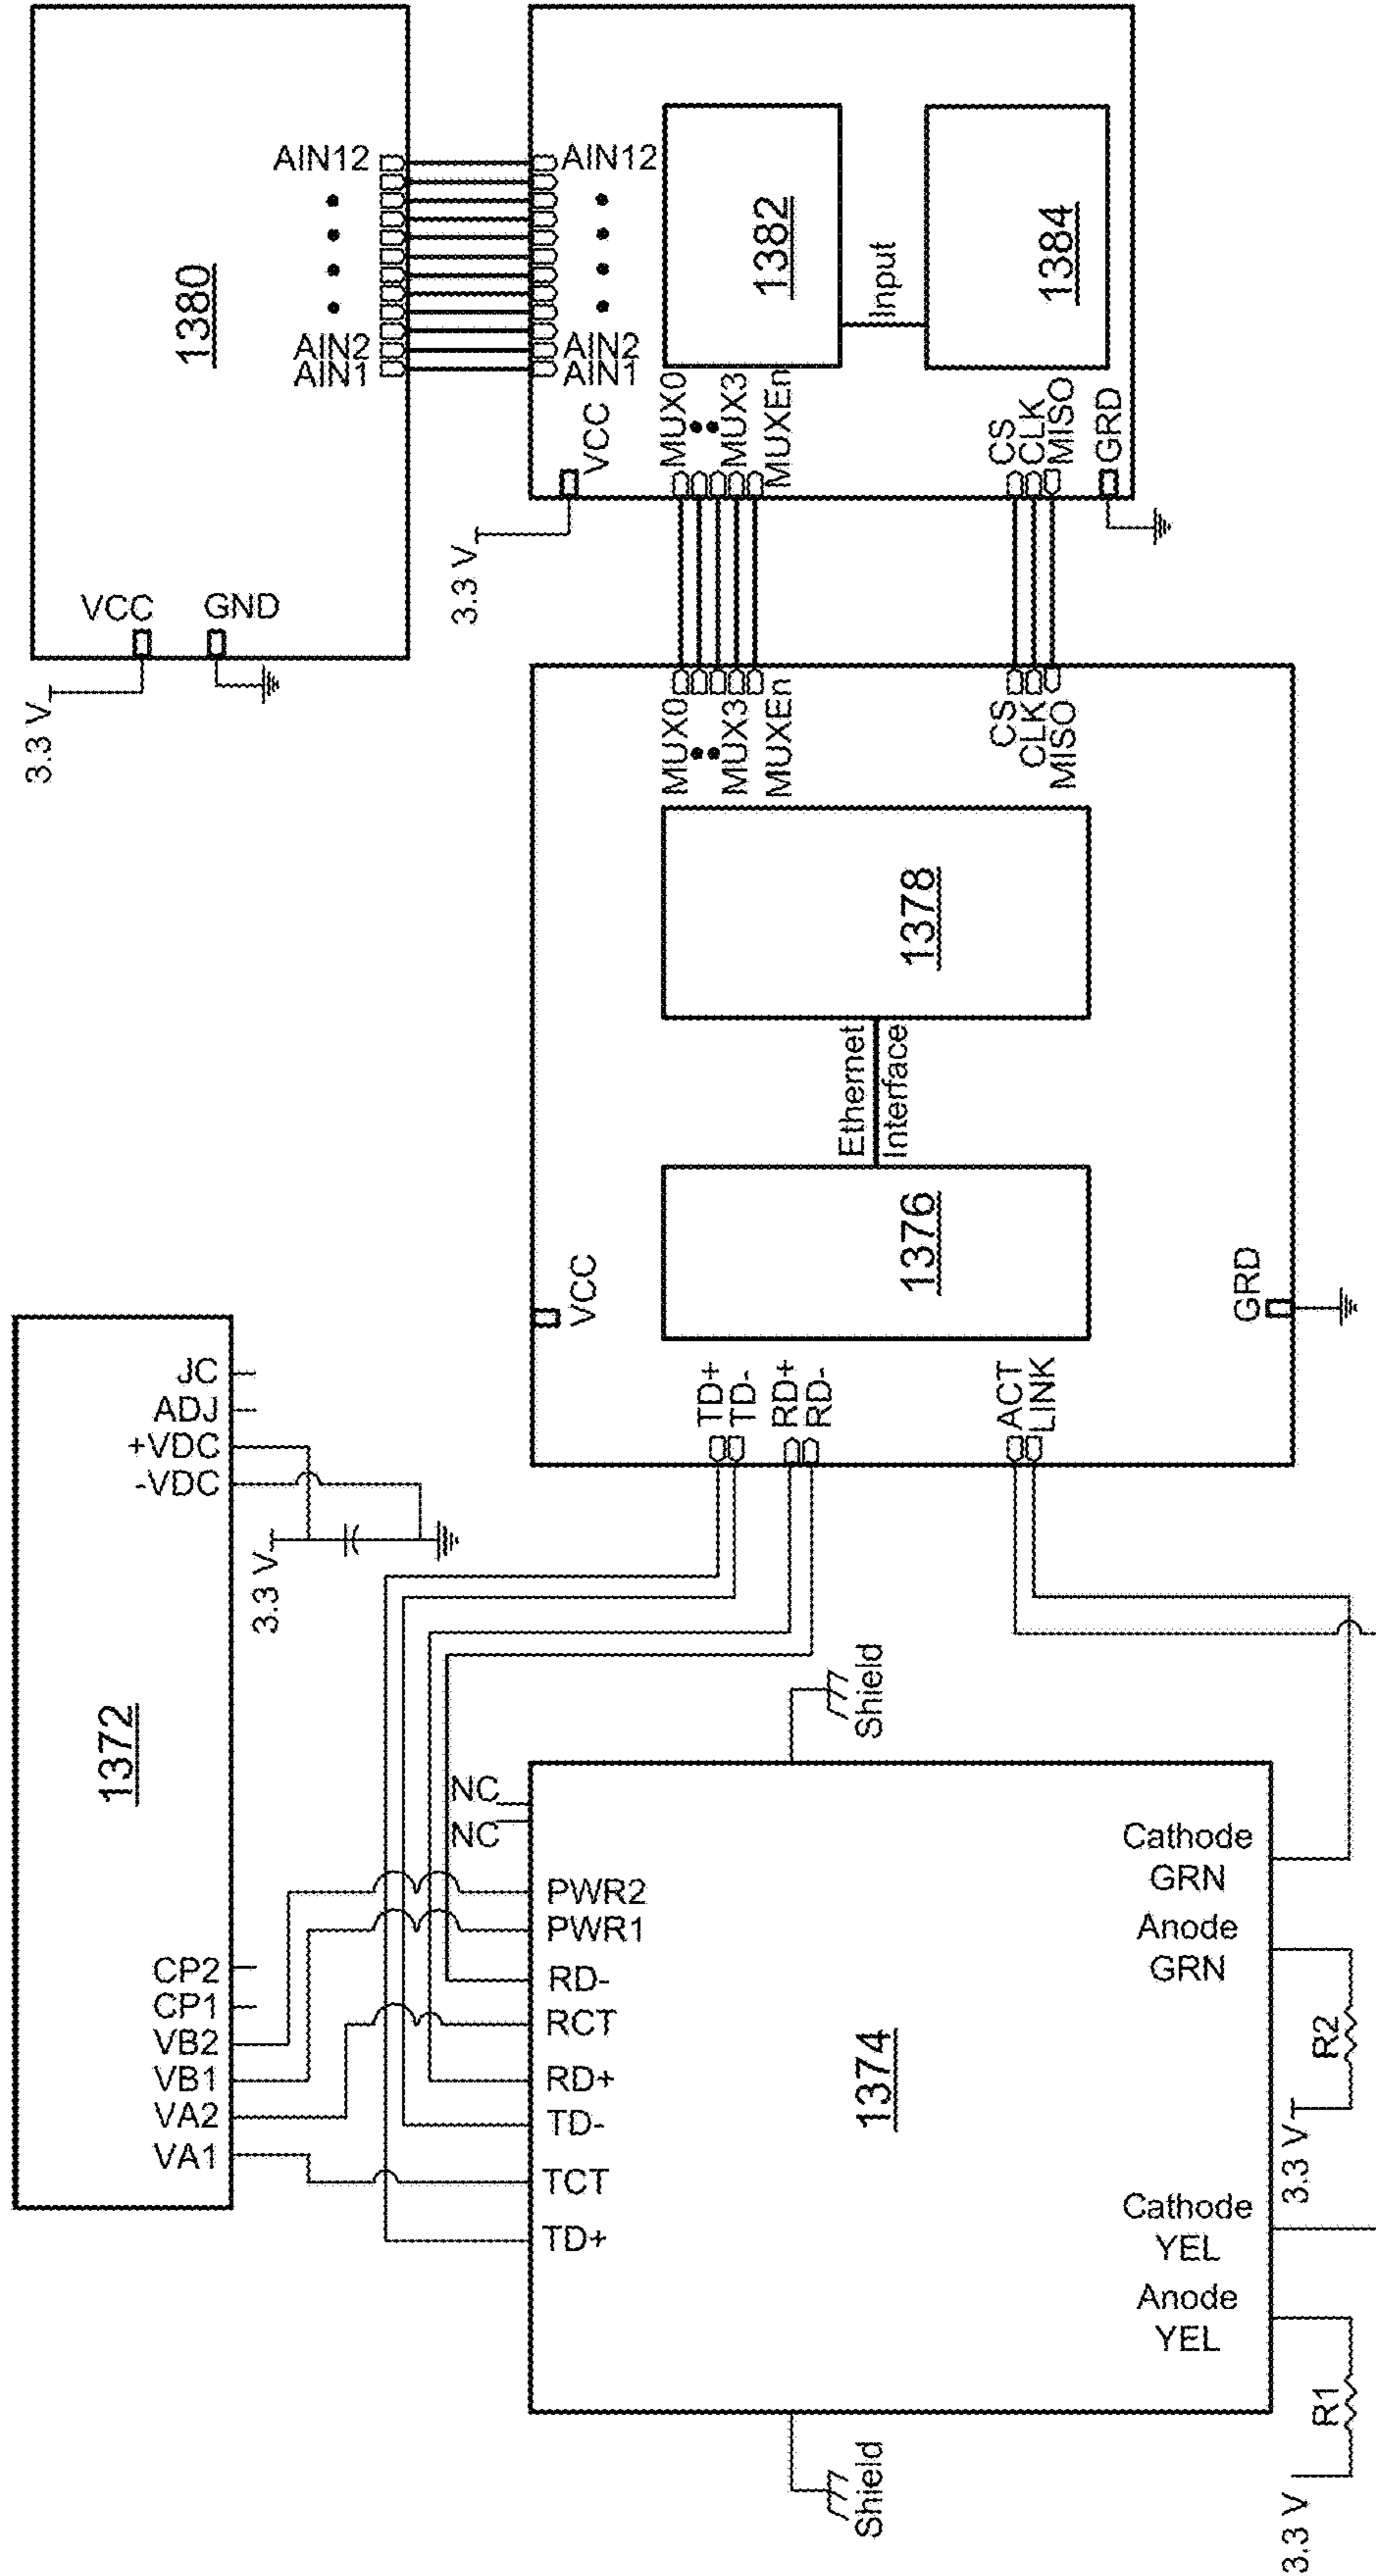 1380
AIN12
AIN2
AIN1
VCC
GND
3.3 V
AIN12
AIN2
AIN1
VCC
3.3 V
1382
Input
1384
MUX0
MUX3
MUXEn
CS
CLK
MISO
GRD
MUX0
MUX3
MUXEn
CS
CLK
MISO
1378
Ethernet
Interface
1376
VCC
GRD
TD+
TD-
RD+
RD-
ACT
LINK
1372
JC
ADJ
+VDC
-VDC
3.3 V
CP2
CP1
VB2
VB1
VA2
VA1
NC
NC
Shield
PWR2
PWR1
RD-
RCT
RD+
TD-
TCT
TD+
1374
Cathode
GRN
Anode
GRN
Cathode
YEL
Anode
YEL
R2
3.3 V
R1
3.3 V
Shield